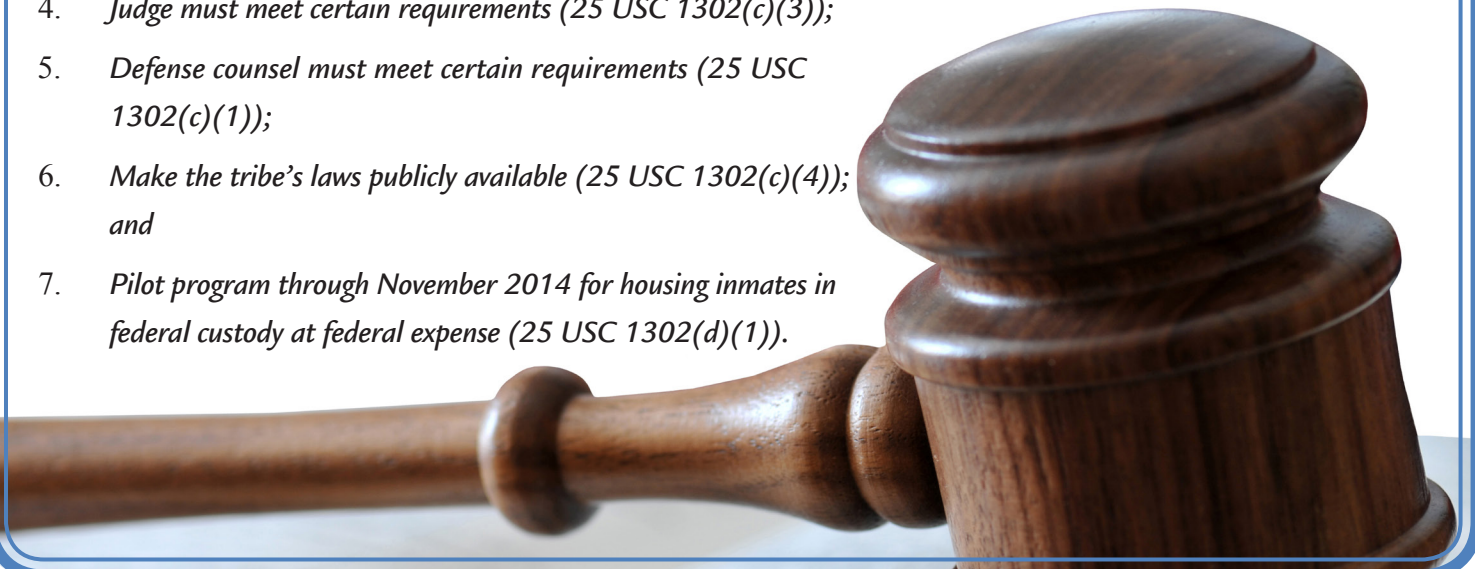 4. Judge must meet certain requirements (25 USC 1302(c)(3));
5. Defense counsel must meet certain requirements (25 USC
1302(c)(1));
6. Make the tribe’s laws publicly available (25 USC 1302(c)(4));
and
7. Pilot program through November 2014 for housing inmates in
federal custody at federal expense (25 USC 1302(d)(1)).